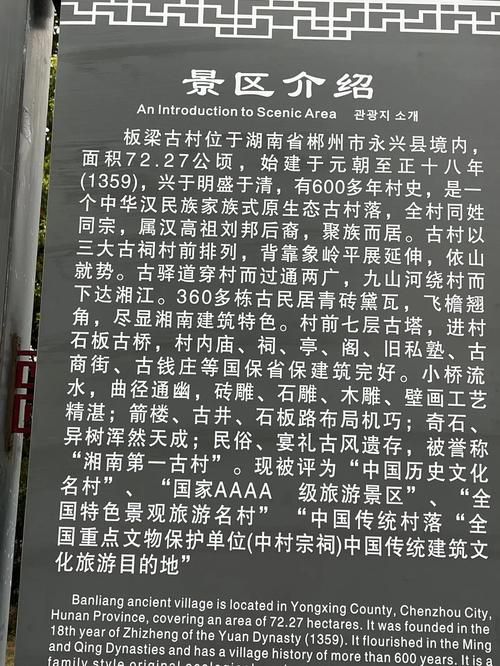 景区介绍
An Introduction to Scenic Area 관광지 소개
板梁古村位于湖南省郴州市永兴县境内，
面积72.27公顷，始建于元朝至正十八年
(1359)，兴于明盛于清，有600多年村史，是一
个中华汉民族家族式原生态古村落，全村同姓
同宗，属汉高祖刘邦后裔，聚族而居。古村以
三大古祠村前排列，背靠象岭平展延伸，依山
就势。古驿道穿村而过通两广，九山河绕村而
下达湘江。360多栋古民居青砖黛瓦，飞檐翘
角，尽显湘南建筑特色。村前七层古塔，进村
石板古桥，村内庙、祠、亭、阁、旧私塾、古
商街、古钱庄等国保省保建筑完好。小桥流
水，曲径通幽，砖雕、石雕、木雕、壁画工艺
精湛；箭楼、古井、石板路布局机巧；奇石、
异树浑然天成；民俗、宴礼古风遗存，被誉称
“湘南第一古村”。现被评为“中国历史文化
名村”、“国家AAAA 级旅游景区”、“全
国特色景观旅游名村”“中国传统村落“全
国重点文物保护单位(中村宗祠)中国传统建筑文
化旅游目的地”
Banliang ancient village is located in Yongxing County, Chenzhou City,
Hunan Province, covering an area of 72.27 hectares. It was founded in the
18th year of Zhizheng of the Yuan Dynasty (1359). It flourished in the Ming
and Qing Dynasties and has a village history of more than 600 years. It is
family style original